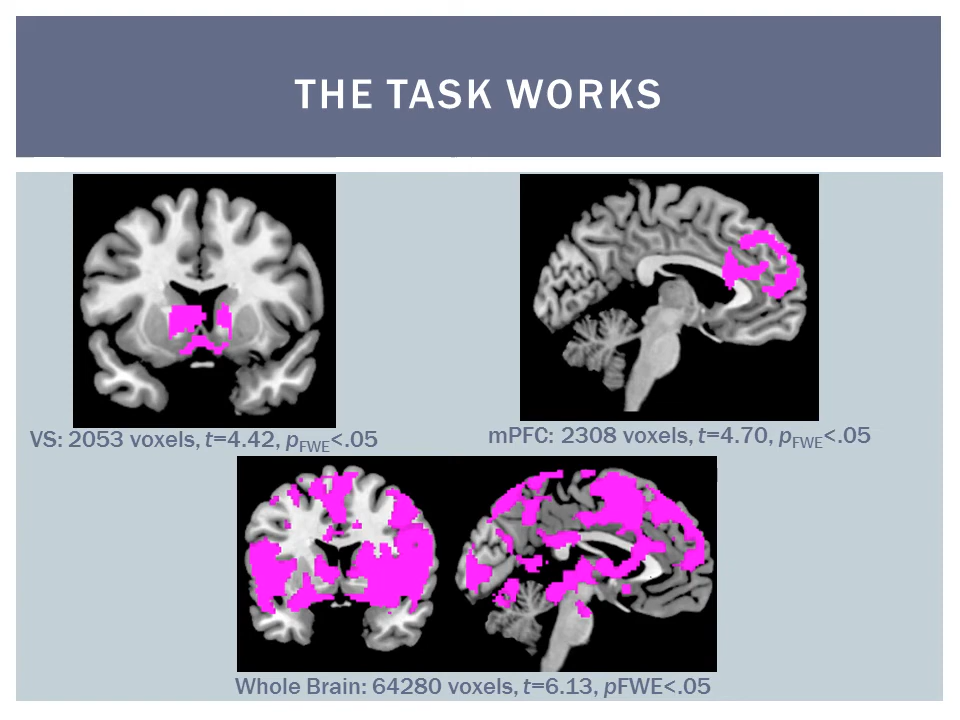 THE TASK WORKS
VS: 2053 voxels, t=4.42, pFWE<.05
mPFC: 2308 voxels, t=4.70, pFWE<.05
Whole Brain: 64280 voxels, t=6.13, pFWE<.05